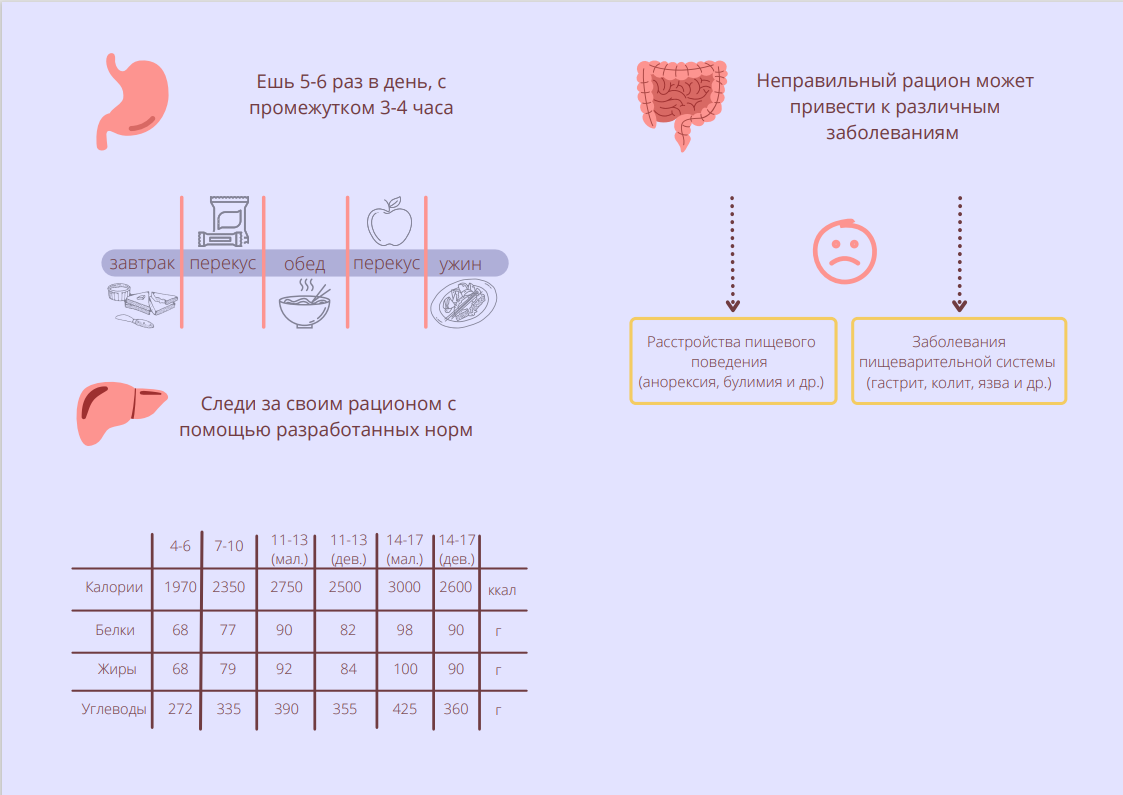 Ешь 5-6 раз в день, с
промежутком 3-4 часа
завтрак перекус обед перекус ужин
Следи за своим рационом с
помощью разработанных норм
4-6 7-10 11-13 11-13 14-17 14-17
(мал.) (дев.) (мал.) (дев.)
Калории 1970 2350 2750 2500 3000 2600 ккал
Белки 68 77 90 82 98 90 г
Жиры 68 79 92 84 100 90 г
Углеводы 272 335 390 355 425 360 г
Неправильный рацион может
привести к различным
заболеваниям
Расстройства пищевого
поведения
(анорексия, булимия и др.)
Заболевания
пищеварительной системы
(гастрит, колит, язва и др.)